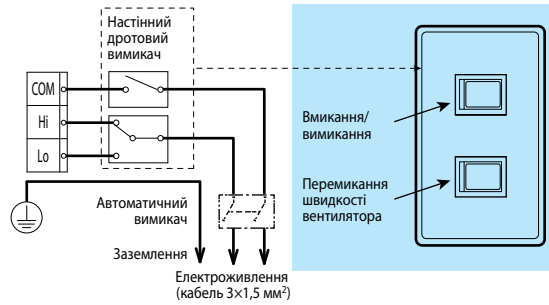 Настінний
дротовий
вимикач
COM
Hi
Lo
Автоматичний
вимикач
Заземлення
Електроживлення
(кабель 3×1,5 мм²)
Вмикання/
вимикання
Перемикання
швидкості
вентилятора